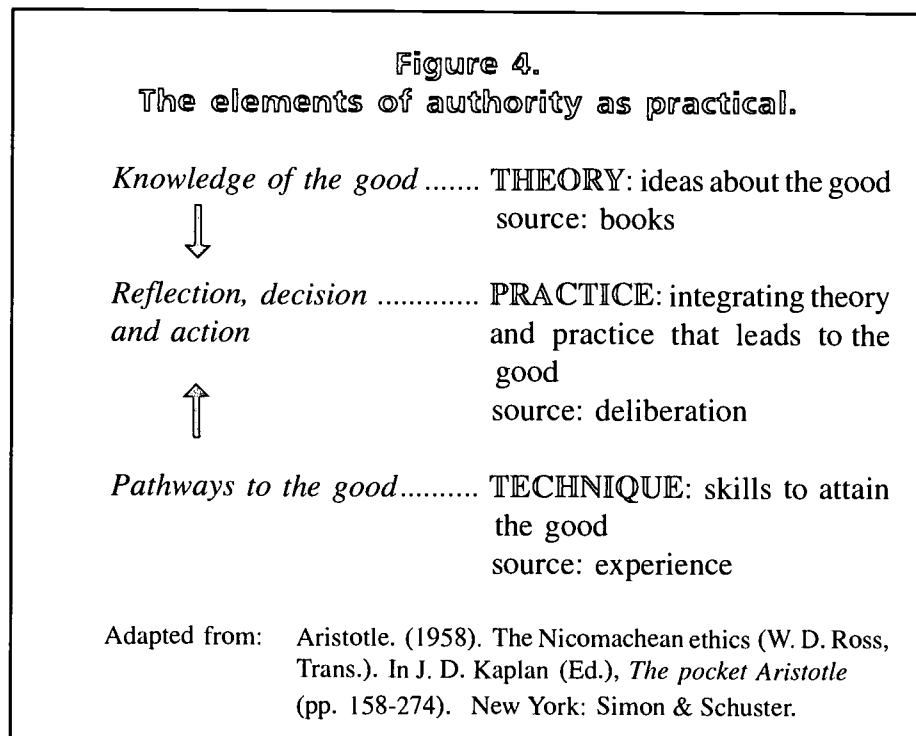 Figure 4.
The elements of authority as practical.
Knowledge of the good ....... THEORY: ideas about the good
source: books
Reflection, decision ............. PRACTICE: integrating theory
and action and practice that leads to the
good
source: deliberation
Pathways to the good.......... TECHNIQUE: skills to attain
the good
source: experience
Adapted from: Aristotle. (1958). The Nicomachean ethics (W. D. Ross,
Trans.). In J. D. Kaplan (Ed.), The pocket Aristotle
(pp. 158-274). New York: Simon & Schuster.